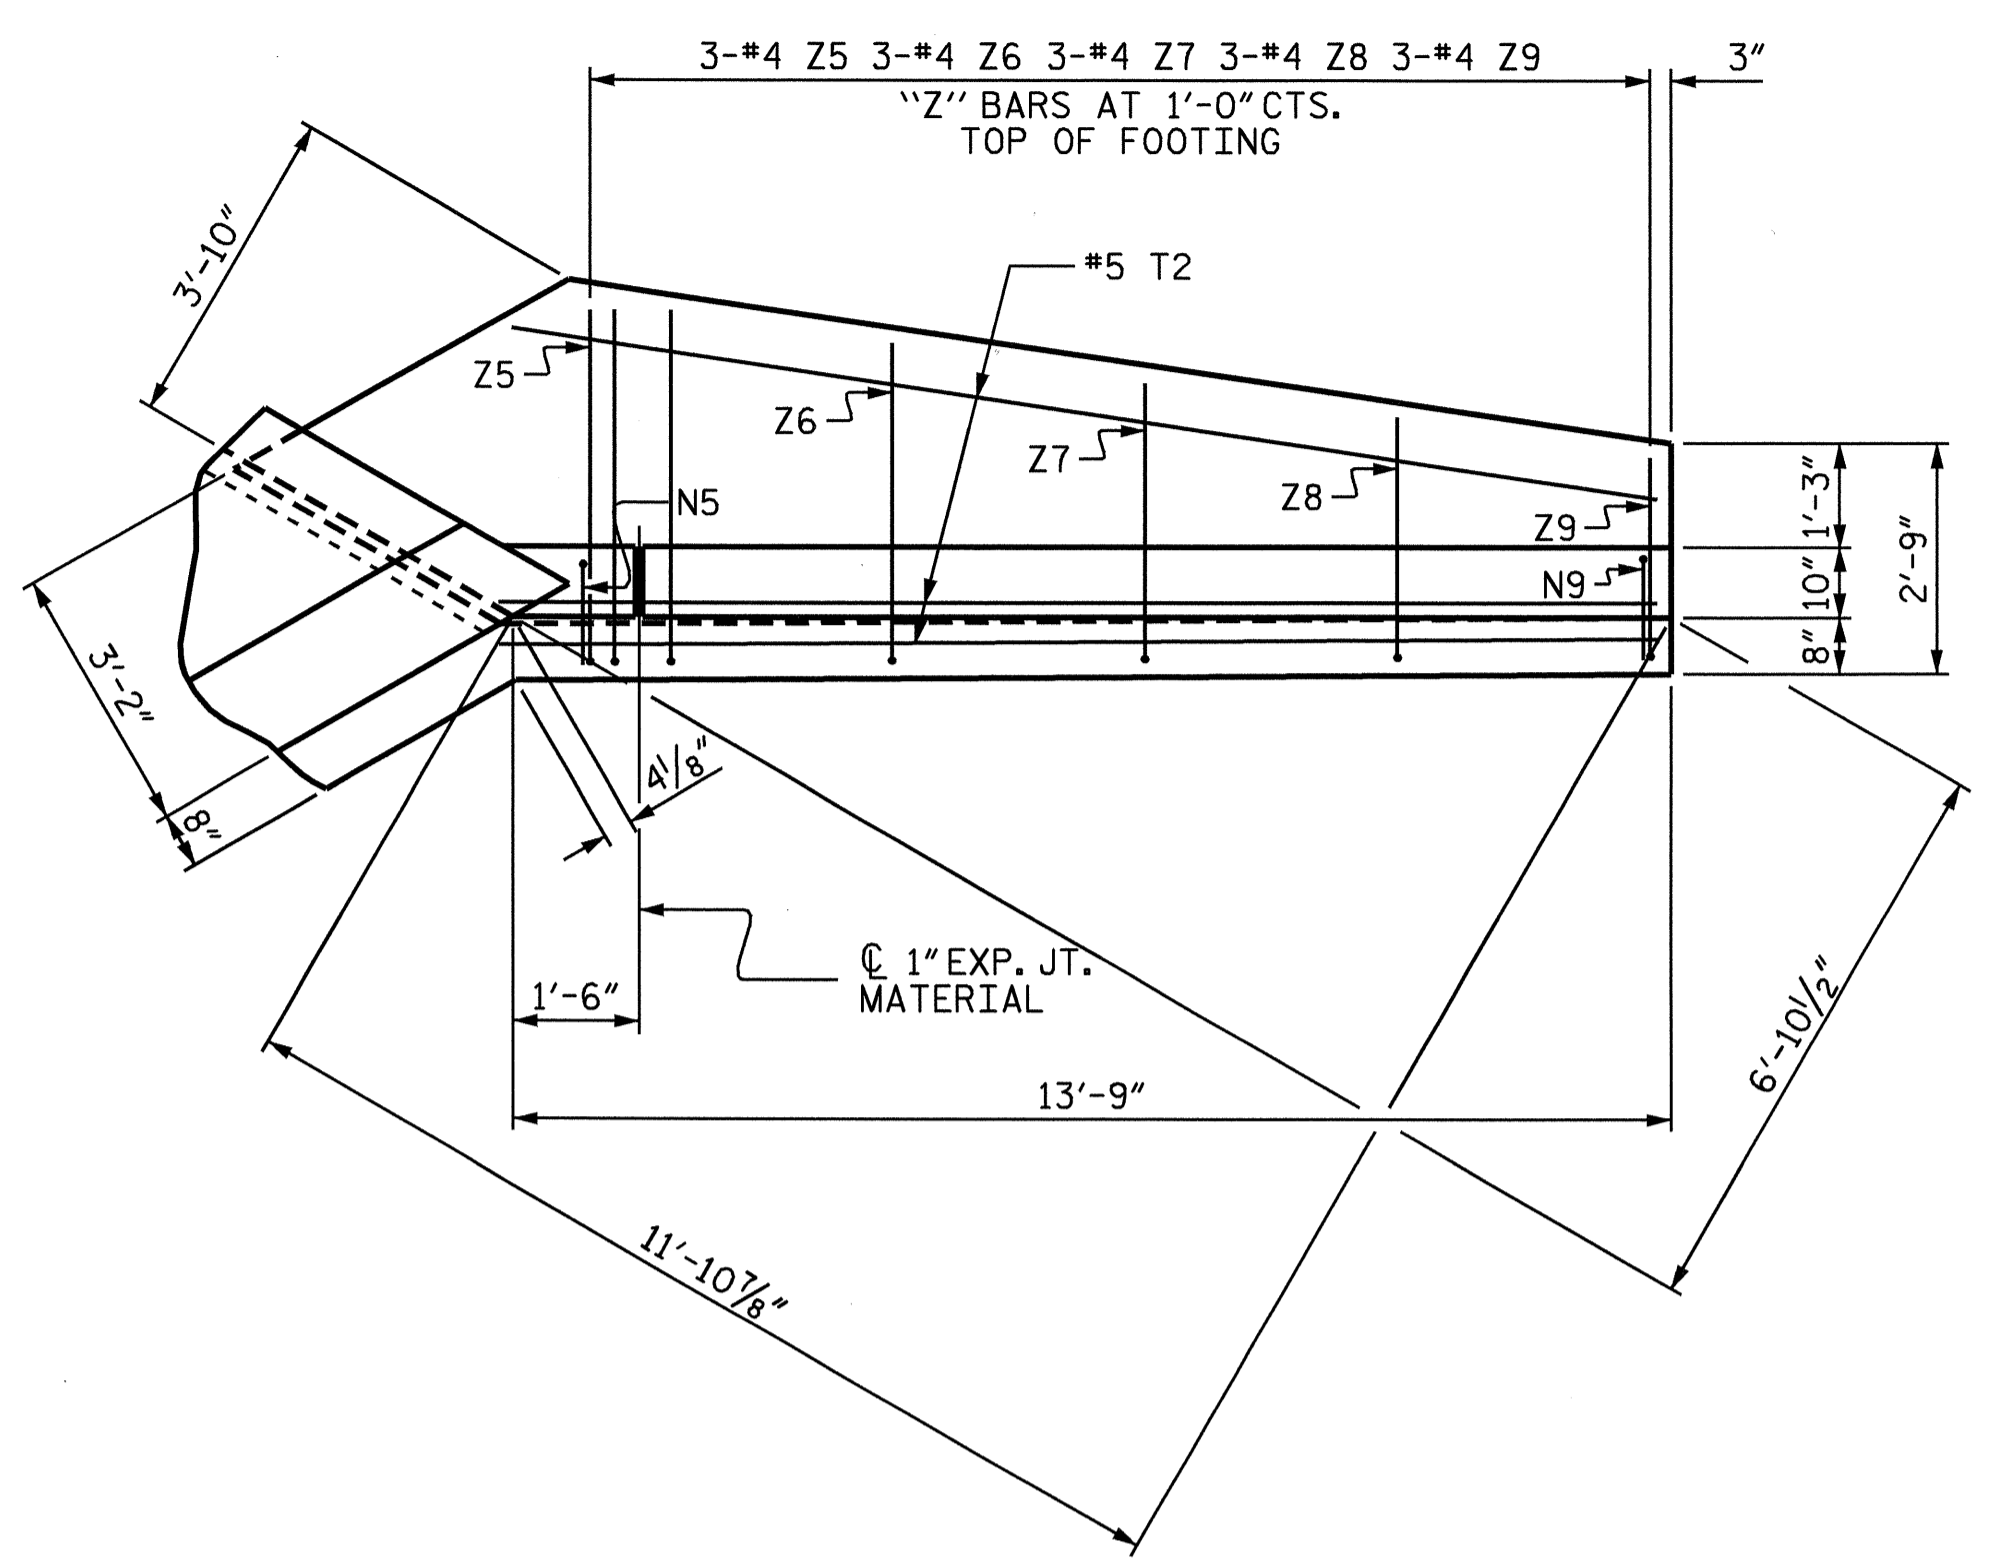 3-#4 Z5 3-#4 Z6 3-#4 Z7 3-#4 Z8 3-#4 Z9
3"
"Z" BARS AT 1'-0" CTS.
TOP OF FOOTING
3'-10"
#5 T2
Z5
Z6
Z7
Z8
Z9
N5
N9
1'-3"
10"
8"
2'-9"
3'-2"
8"
4 1/8"
℄ 1" EXP. JT.
MATERIAL
1'-6"
13'-9"
6'-10 1/2"
11'-10 7/8"